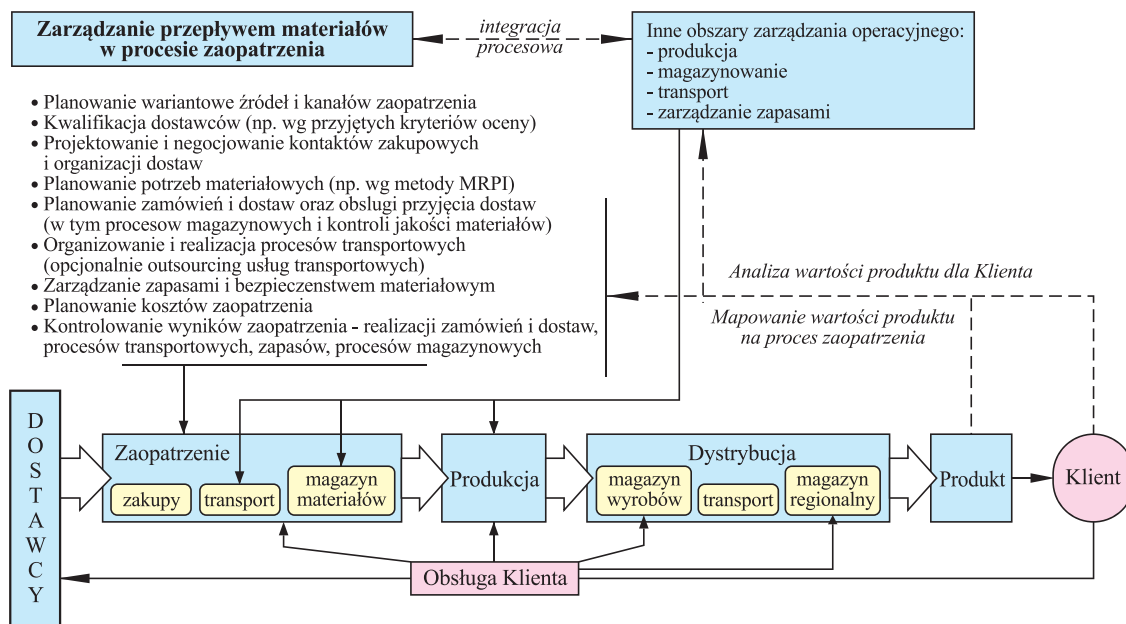 Zarządzanie przepływem materiałów
w procesie zaopatrzenia
integracja
procesowa
Inne obszary zarządzania operacyjnego:
- produkcja
- magazynowanie
- transport
- zarządzanie zapasami
• Planowanie wariantowe źródeł i kanałów zaopatrzenia
• Kwalifikacja dostawców (np. wg przyjętych kryteriów oceny)
• Projektowanie i negocjowanie kontaktów zakupowych
i organizacji dostaw
• Planowanie potrzeb materiałowych (np. wg metody MRPI)
• Planowanie zamówień i dostaw oraz obslugi przyjęcia dostaw
(w tym procesow magazynowych i kontroli jakości materiałów)
• Organizowanie i realizacja procesów transportowych
(opcjonalnie outsourcing usług transportowych)
• Zarządzanie zapasami i bezpieczenstwem materiałowym
• Planowanie kosztów zaopatrzenia
• Kontrolowanie wyników zaopatrzenia - realizacji zamówień i dostaw,
procesów transportowych, zapasów, procesów magazynowych
Analiza wartości produktu dla Klienta
Mapowanie wartości produktu
na proces zaopatrzenia
DOSTAWCY
Zaopatrzenie
zakupy
transport
magazyn
materiałów
Produkcja
Dystrybucja
magazyn
wyrobów
transport
magazyn
regionalny
Produkt
Klient
Obsługa Klienta